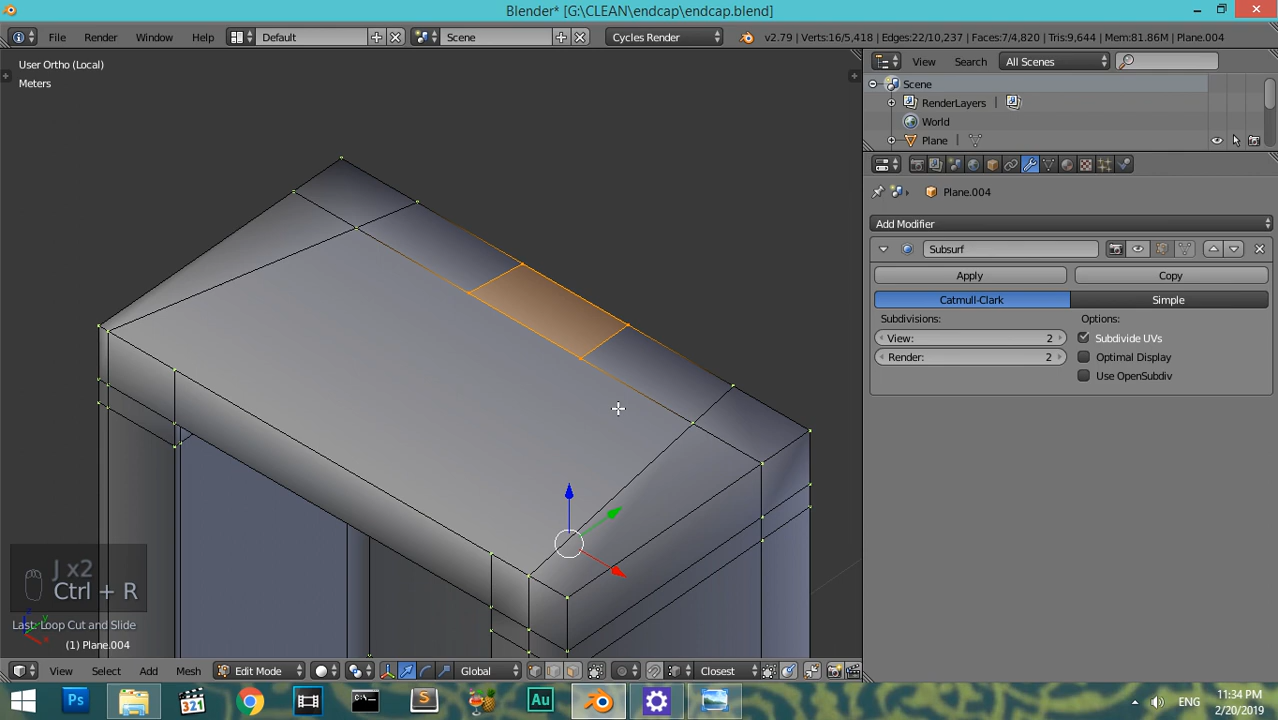 Blender* [G:\CLEAN\endcap\endcap.blend]
File Render Window Help Default Scene Cycles Render v2.79 | Verts:16/5,418 | Edges:22/10,237 | Faces:7/4,820 | Tris:9,644 | Mem:81.86M | Plane.004
User Ortho (Local)
Meters
View Search All Scenes
Scene
RenderLayers
World
Plane
Plane.004
Add Modifier
Subsurf
Apply Copy
Catmull-Clark Simple
Subdivisions: Options:
View: 2 Subdivide UVs
Render: 2 Optimal Display
Use OpenSubdiv
J x2
Ctrl + R
Last: Loop Cut and Slide
(1) Plane.004
View Select Add Mesh Edit Mode Global Closest
Ps 321 S Au ENG 11:34 PM
2/20/2019